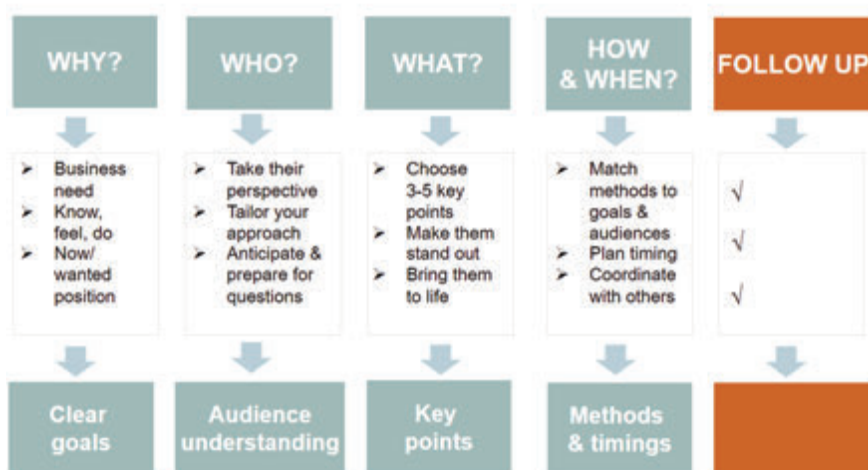 WHY?
WHO?
WHAT?
HOW
& WHEN?
FOLLOW UP
➢ Business
need
➢ Know,
feel, do
➢ Now/
wanted
position
➢ Take their
perspective
➢ Tailor your
approach
➢ Anticipate &
prepare for
questions
➢ Choose
3-5 key
points
➢ Make them
stand out
➢ Bring them
to life
➢ Match
methods to
goals &
audiences
➢ Plan timing
➢ Coordinate
with others
√
√
√
Clear
goals
Audience
understanding
Key
points
Methods
& timings